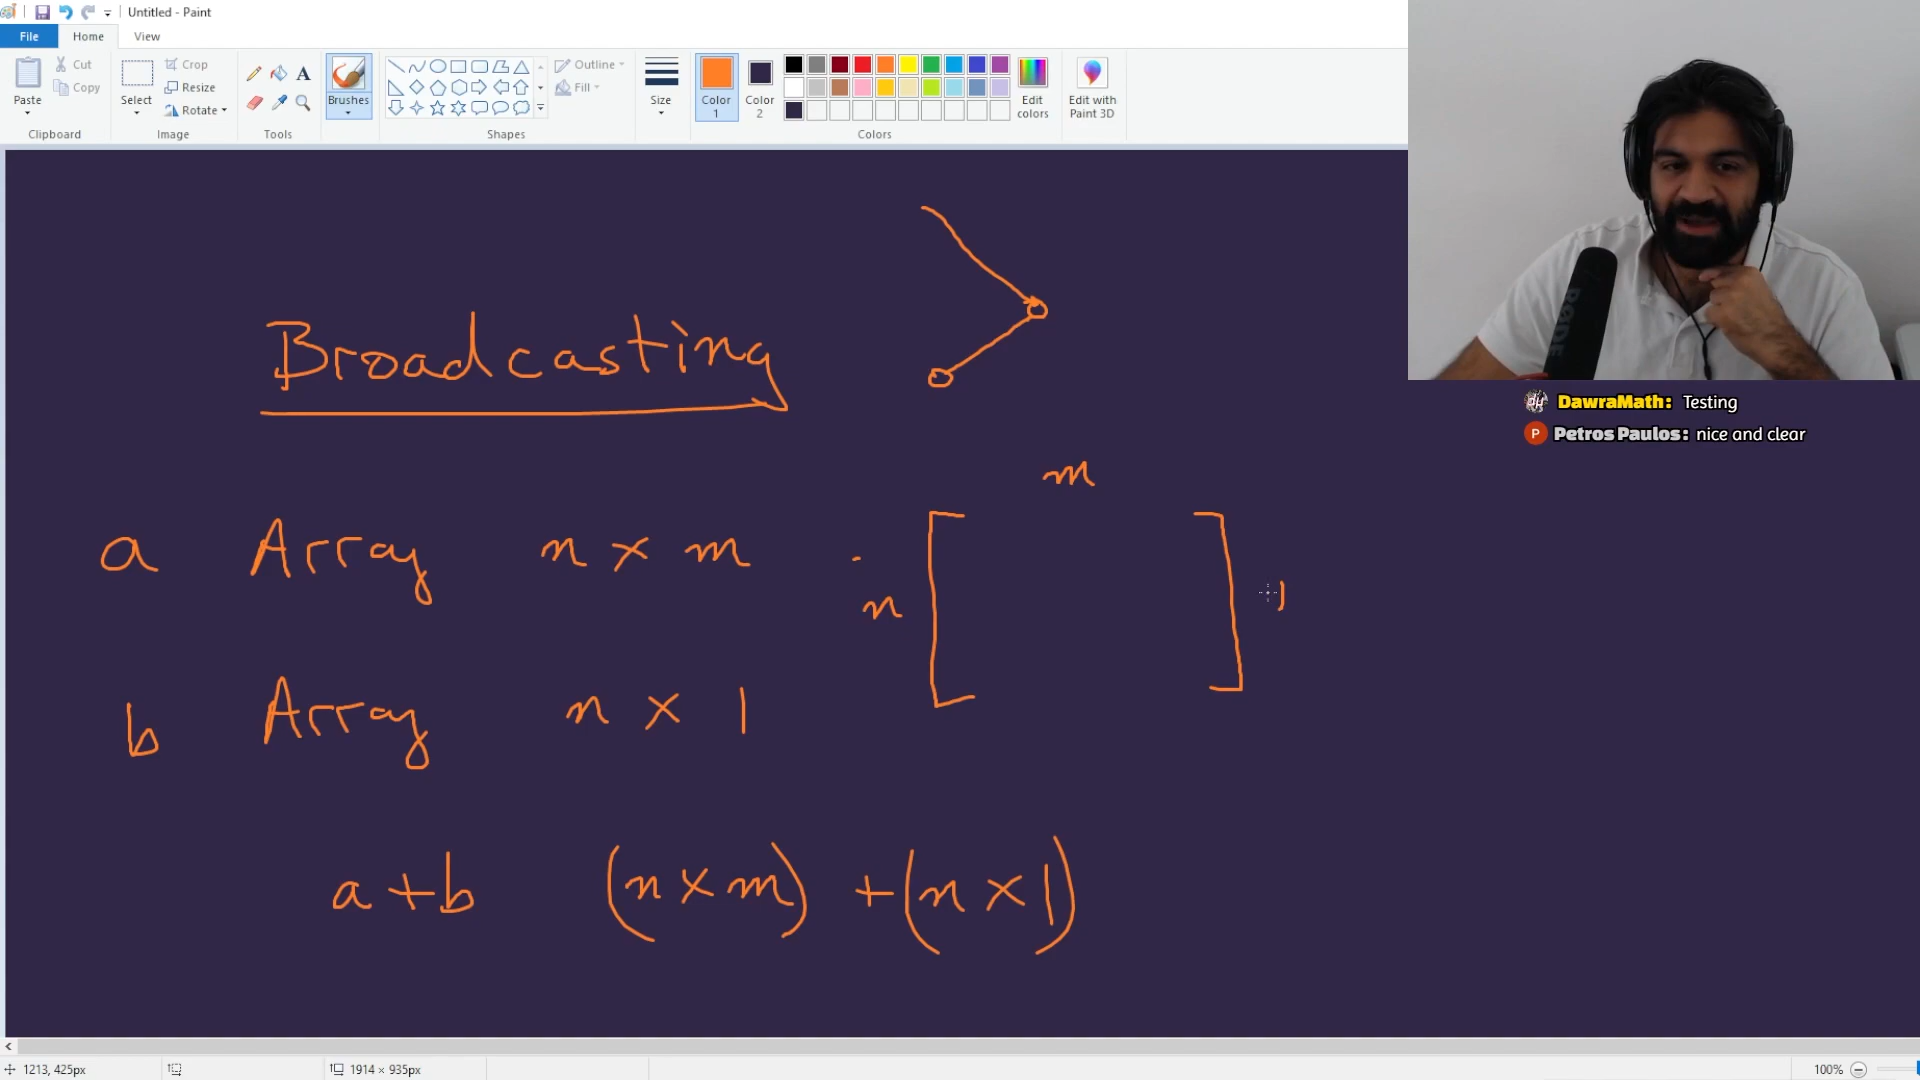 Untitled - Paint
File Home View
Paste
Cut
Copy
Clipboard
Select
Crop
Resize
Rotate
Image
Tools
Brushes
Shapes
Outline
Fill
Size
Color 1
Color 2
Edit colors
Edit with Paint 3D
Colors
DawraMath: Testing
P Petros Paulos: nice and clear
Broadcasting
m
a Array n x m
n
b Array n x 1
a + b (n x m) + (n x 1)
1213, 425px
1914 × 935px
100%